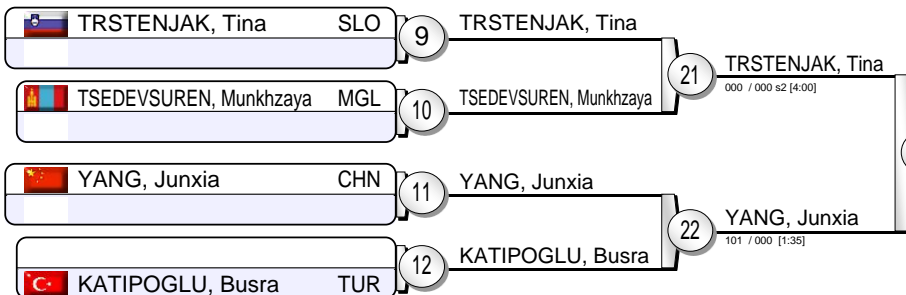 TRSTENJAK, Tina SLO
9
TRSTENJAK, Tina
TSEDEVSUREN, Munkhzaya MGL
10
TSEDEVSUREN, Munkhzaya
21
TRSTENJAK, Tina
000 / 000 s2 [4:00]
YANG, Junxia CHN
11
YANG, Junxia
KATIPOGLU, Busra TUR
12
KATIPOGLU, Busra
22
YANG, Junxia
101 / 000 [1:35]